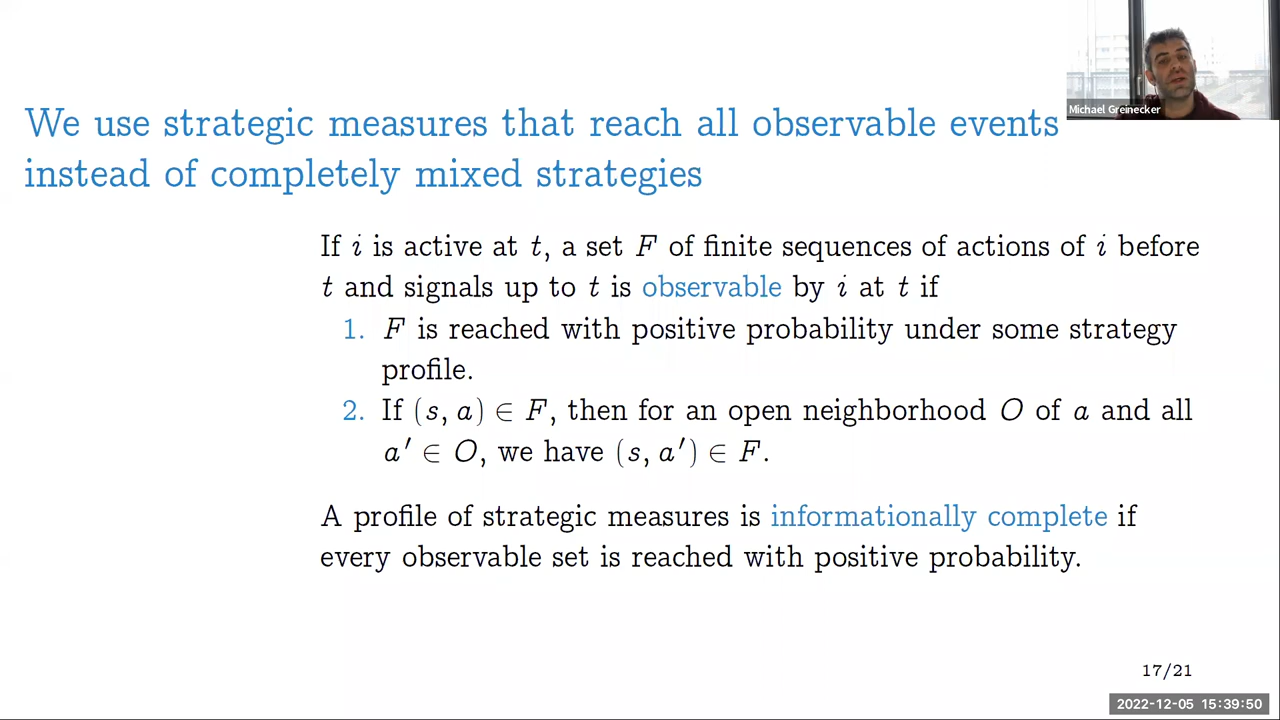 We use strategic measures that reach all observable events
instead of completely mixed strategies
Michael Greinecker
If i is active at t, a set F of finite sequences of actions of i before
t and signals up to t is observable by i at t if
1. F is reached with positive probability under some strategy
profile.
2. If (s, a) ∈ F, then for an open neighborhood O of a and all
a′ ∈ O, we have (s, a′) ∈ F.
A profile of strategic measures is informationally complete if
every observable set is reached with positive probability.
17/21
2022-12-05 15:39:50